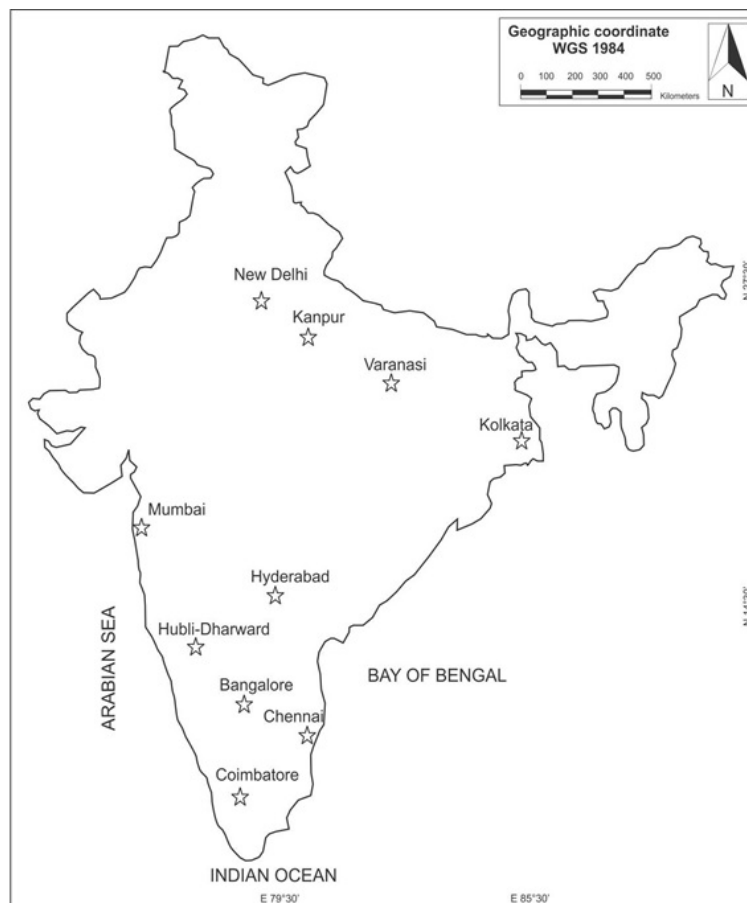 Geographic coordinate
WGS 1984
0 100 200 300 400 500
Kilometers
N
New Delhi
Kanpur
Varanasi
Kolkata
Mumbai
Hyderabad
Hubli-Dharward
Bangalore
Chennai
Coimbatore
ARABIAN SEA
BAY OF BENGAL
INDIAN OCEAN
E 79°30'
E 85°30'